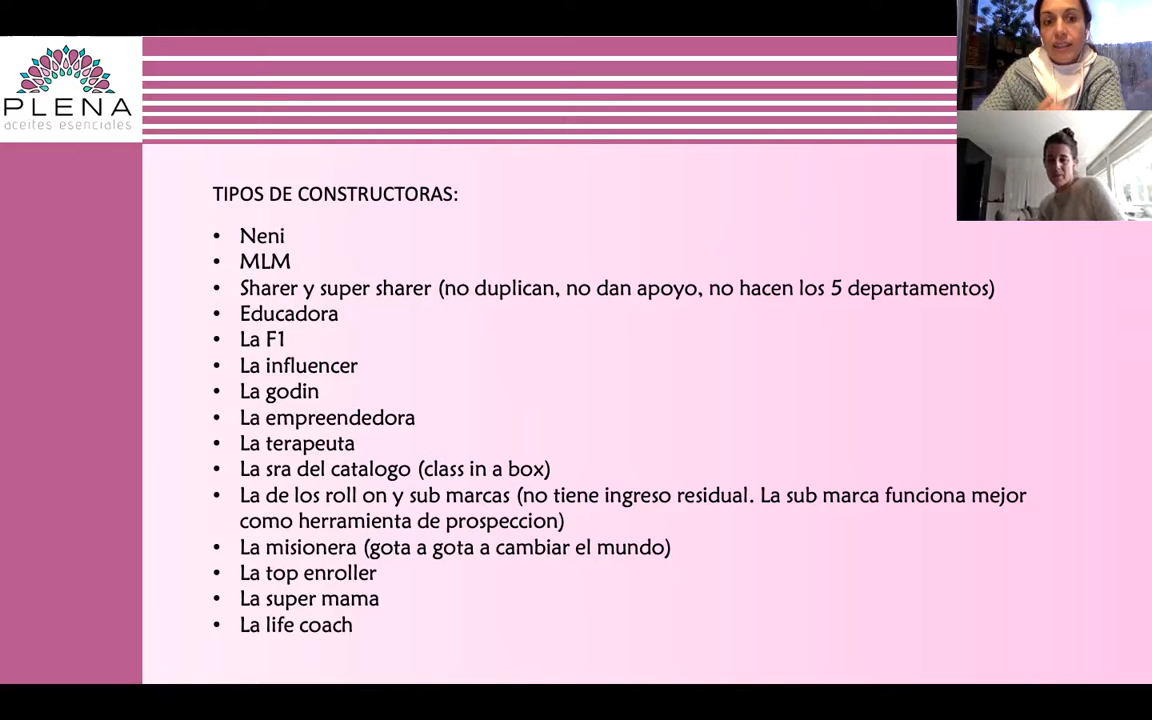 PLENA
aceites esenciales
TIPOS DE CONSTRUCTORAS:
• Neni
• MLM
• Sharer y super sharer (no duplican, no dan apoyo, no hacen los 5 departamentos)
• Educadora
• La F1
• La influencer
• La godin
• La empreendedora
• La terapeuta
• La sra del catalogo (class in a box)
• La de los roll on y sub marcas (no tiene ingreso residual. La sub marca funciona mejor
como herramienta de prospeccion)
• La misionera (gota a gota a cambiar el mundo)
• La top enroller
• La super mama
• La life coach